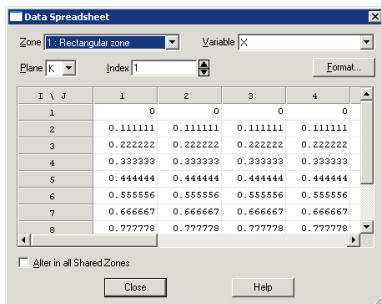 Data Spreadsheet
Zone 1 : Rectangular zone Variable X
Plane K Index 1 Format...
I \ J 1 2 3 4
1 0 0 0 0
2 0.111111 0.111111 0.111111 0.111111
3 0.222222 0.222222 0.222222 0.222222
4 0.333333 0.333333 0.333333 0.333333
5 0.444444 0.444444 0.444444 0.444444
6 0.555556 0.555556 0.555556 0.555556
7 0.666667 0.666667 0.666667 0.666667
8 0.777778 0.777778 0.777778 0.777778
Alter in all Shared Zones
Close Help